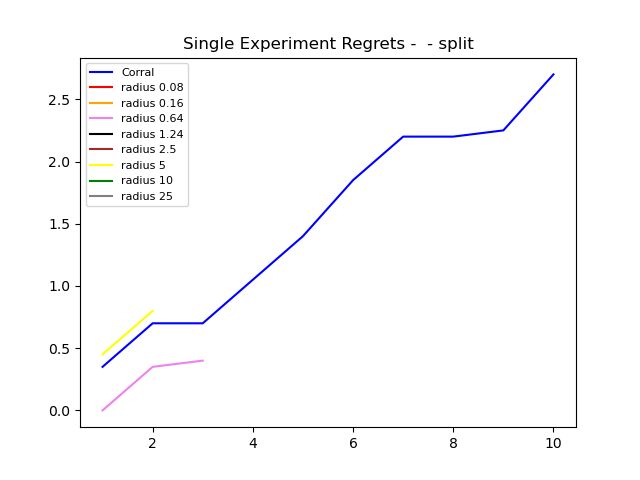 Single Experiment Regrets -  - split
Corral
radius 0.08
radius 0.16
radius 0.64
radius 1.24
radius 2.5
radius 5
radius 10
radius 25
2.5
2.0
1.5
1.0
0.5
0.0
2 4 6 8 10